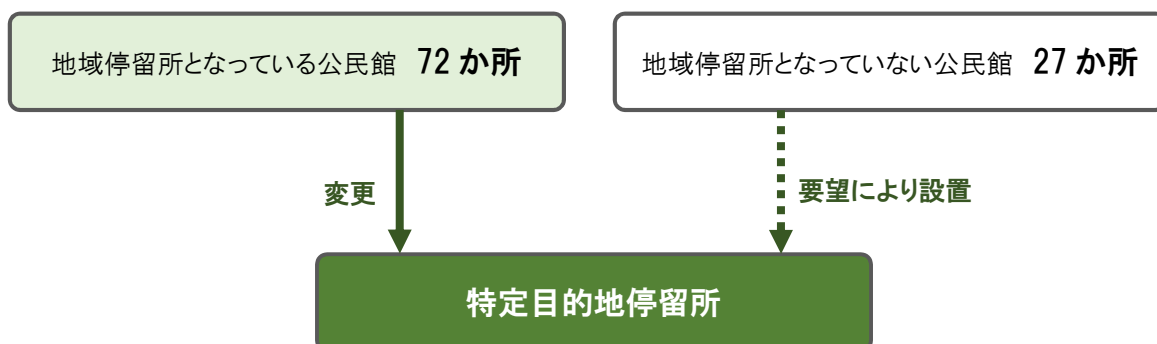 地域停留所となっている公民館 72 か所
地域停留所となっていない公民館 27 か所
変更
要望により設置
特定目的地停留所